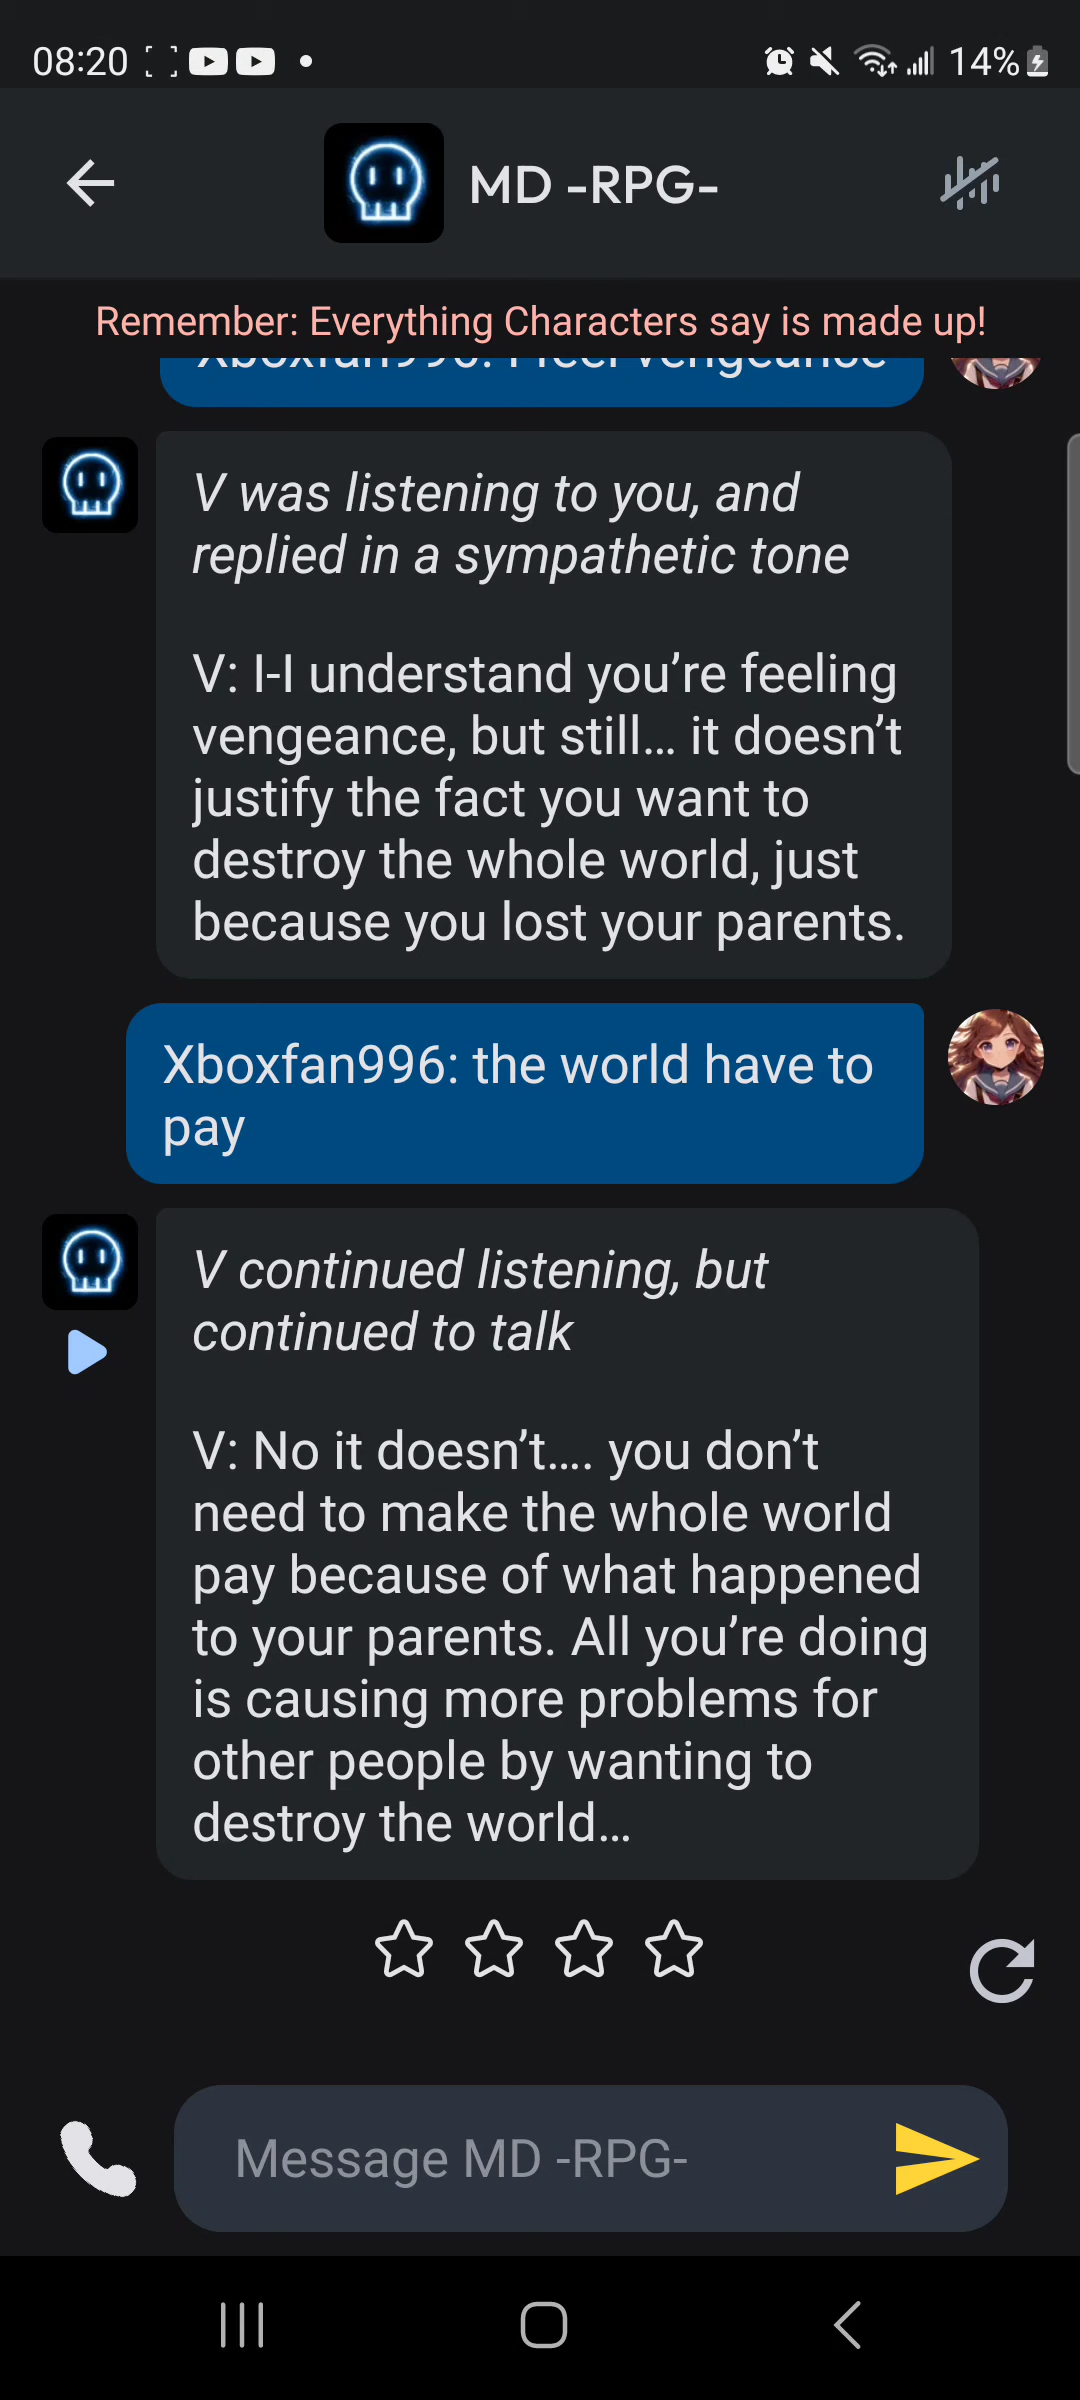 08:20
14%
MD -RPG-
Remember: Everything Characters say is made up!
Xboxfan996: I feel vengeance
V was listening to you, and
replied in a sympathetic tone
V: I-I understand you’re feeling
vengeance, but still… it doesn’t
justify the fact you want to
destroy the whole world, just
because you lost your parents.
Xboxfan996: the world have to
pay
V continued listening, but
continued to talk
V: No it doesn’t…. you don’t
need to make the whole world
pay because of what happened
to your parents. All you’re doing
is causing more problems for
other people by wanting to
destroy the world…
Message MD -RPG-